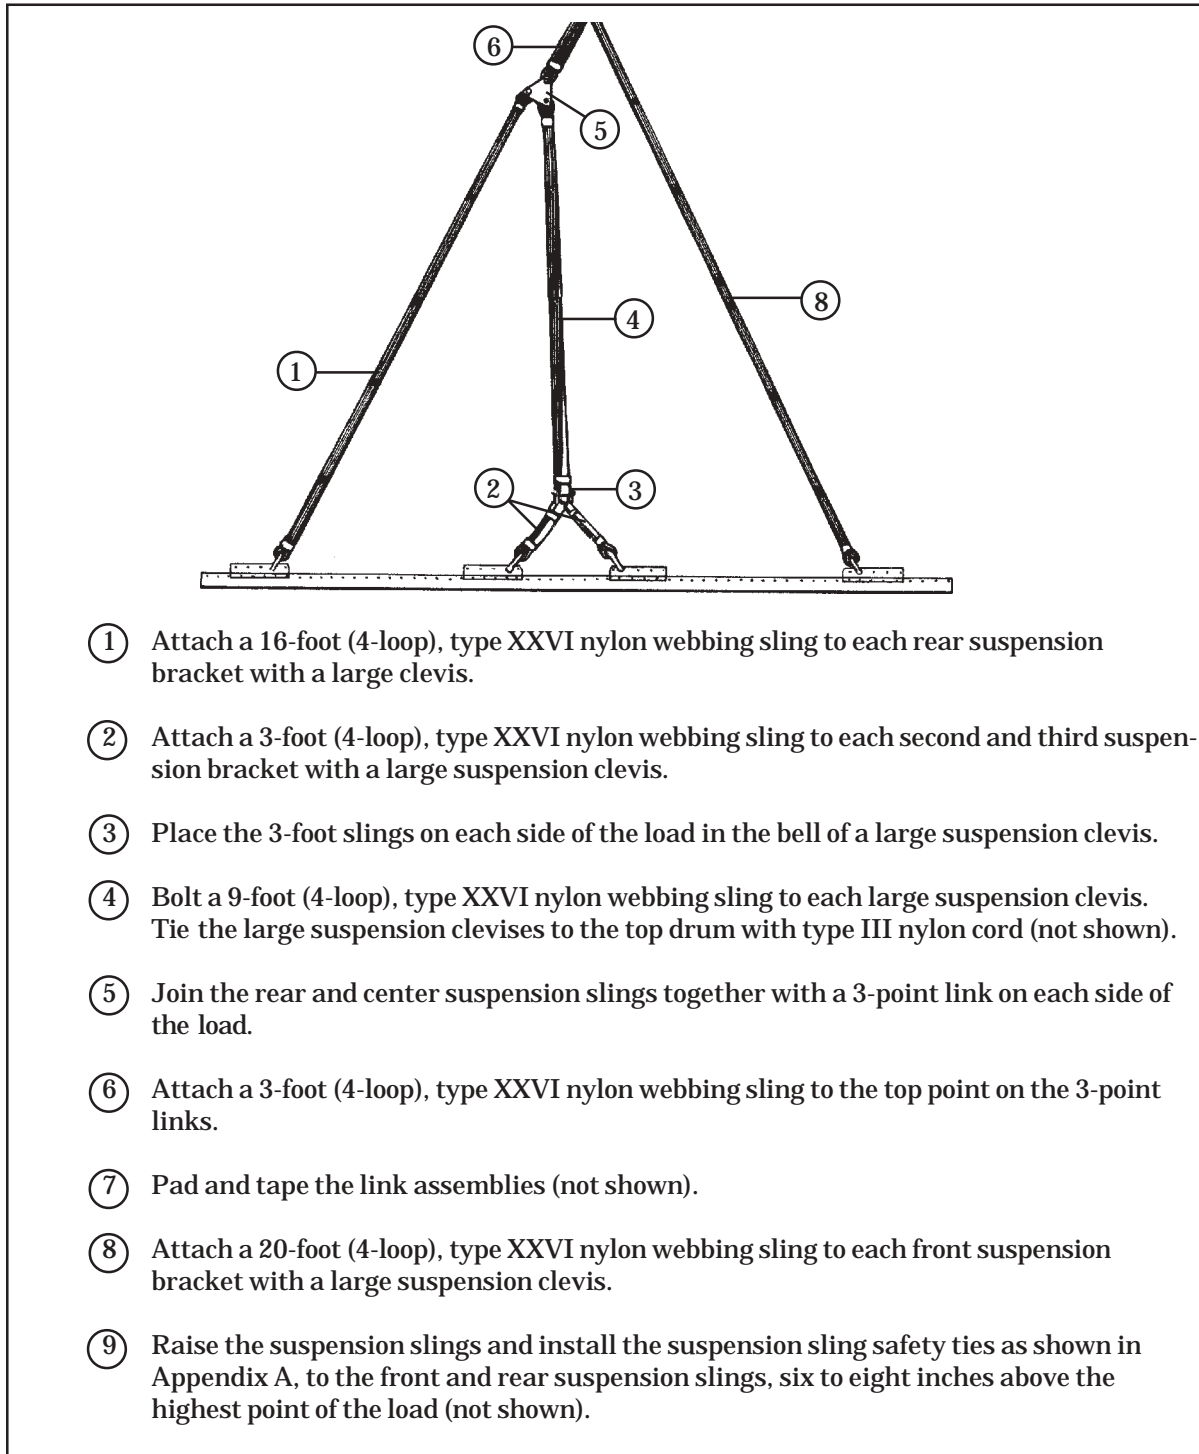 6
5
4
8
1
2
3
1 Attach a 16-foot (4-loop), type XXVI nylon webbing sling to each rear suspension
bracket with a large clevis.
2 Attach a 3-foot (4-loop), type XXVI nylon webbing sling to each second and third suspen-
sion bracket with a large suspension clevis.
3 Place the 3-foot slings on each side of the load in the bell of a large suspension clevis.
4 Bolt a 9-foot (4-loop), type XXVI nylon webbing sling to each large suspension clevis.
Tie the large suspension clevises to the top drum with type III nylon cord (not shown).
5 Join the rear and center suspension slings together with a 3-point link on each side of
the load.
6 Attach a 3-foot (4-loop), type XXVI nylon webbing sling to the top point on the 3-point
links.
7 Pad and tape the link assemblies (not shown).
8 Attach a 20-foot (4-loop), type XXVI nylon webbing sling to each front suspension
bracket with a large suspension clevis.
9 Raise the suspension slings and install the suspension sling safety ties as shown in
Appendix A, to the front and rear suspension slings, six to eight inches above the
highest point of the load (not shown).